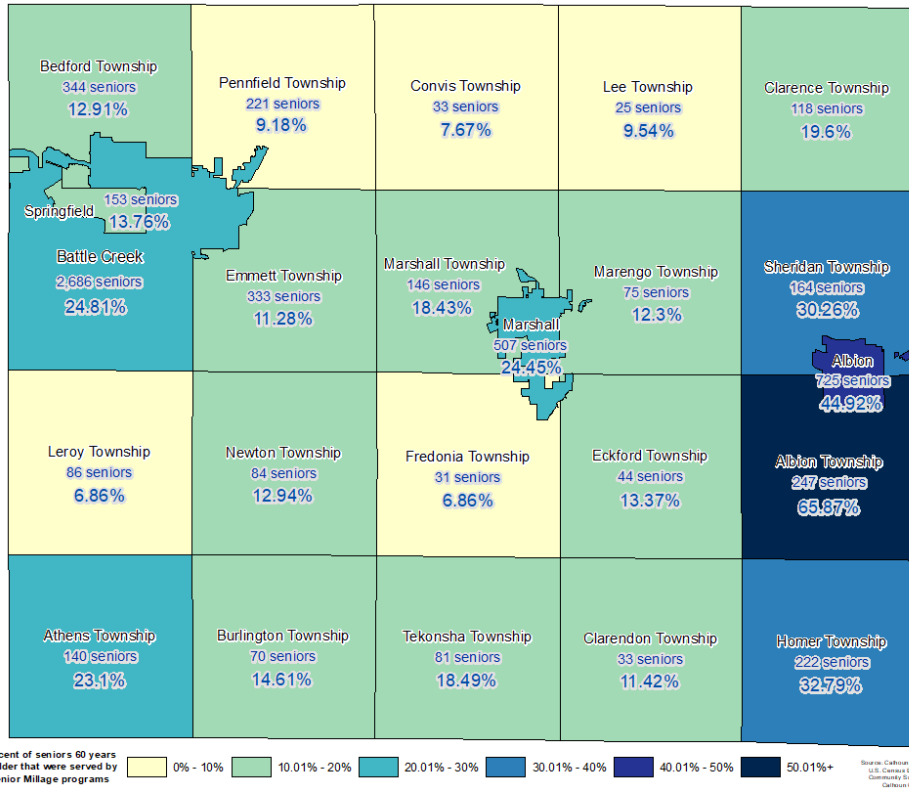 Bedford Township
344 seniors
12.91%
Pennfield Township
221 seniors
9.18%
Convis Township
33 seniors
7.67%
Lee Township
25 seniors
9.54%
Clarence Township
118 seniors
19.6%
Springfield
153 seniors
13.76%
Battle Creek
2,686 seniors
24.81%
Emmett Township
333 seniors
11.28%
Marshall Township
146 seniors
18.43%
Marshall
507 seniors
24.45%
Marengo Township
75 seniors
12.3%
Sheridan Township
164 seniors
30.26%
Albion
725 seniors
44.92%
Leroy Township
86 seniors
6.86%
Newton Township
84 seniors
12.94%
Fredonia Township
31 seniors
6.86%
Eckford Township
44 seniors
13.37%
Albion Township
247 seniors
65.87%
Athens Township
140 seniors
23.1%
Burlington Township
70 seniors
14.61%
Tekonsha Township
81 seniors
18.49%
Clarendon Township
33 seniors
11.42%
Homer Township
222 seniors
32.79%
cent of seniors 60 years
lder that were served by
enior Millage programs
0% - 10%
10.01% - 20%
20.01% - 30%
30.01% - 40%
40.01% - 50%
50.01%+
Source: Calhoun
U.S. Census
Community
Calhoun